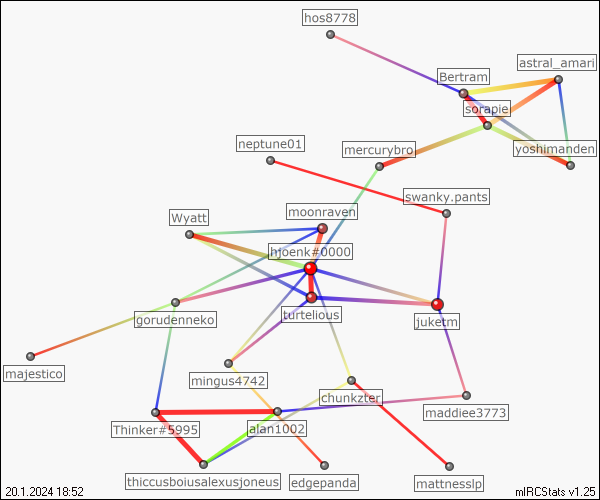 hos8778
astral_amari
Bertram
sorapie
neptune01
mercurybro
yoshimanden
swanky.pants
moonraven
Wyatt
hjoenk#0000
turtelious
gorudenneko
juketm
majestico
mingus4742
chunkzter
maddiee3773
Thinker#5995
alan1002
thiccusboiusalexusjoneus
edgepanda
mattnesslp
20.1.2024 18:52
mIRCStats v1.25